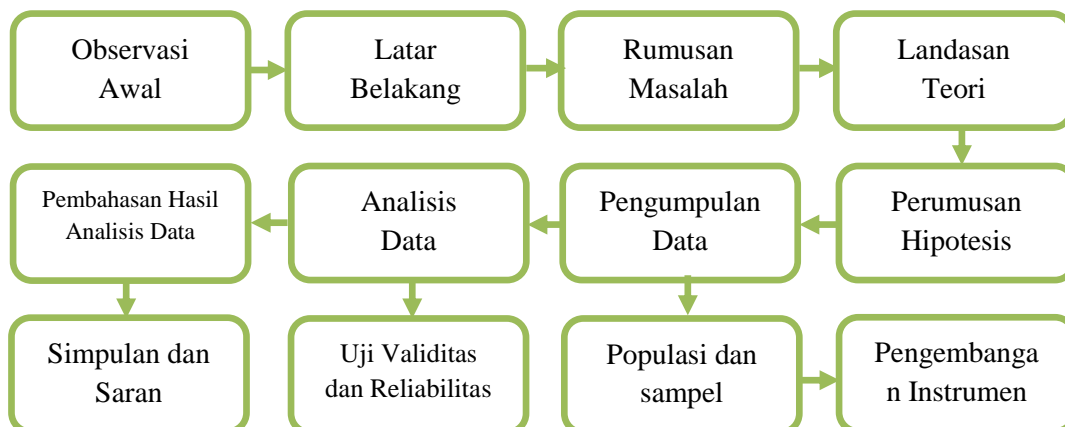 Observasi
Awal
Latar
Belakang
Rumusan
Masalah
Landasan
Teori
Pembahasan Hasil
Analisis Data
Analisis
Data
Pengumpulan
Data
Perumusan
Hipotesis
Simpulan dan
Saran
Uji Validitas
dan Reliabilitas
Populasi dan
sampel
Pengembanga
n Instrumen